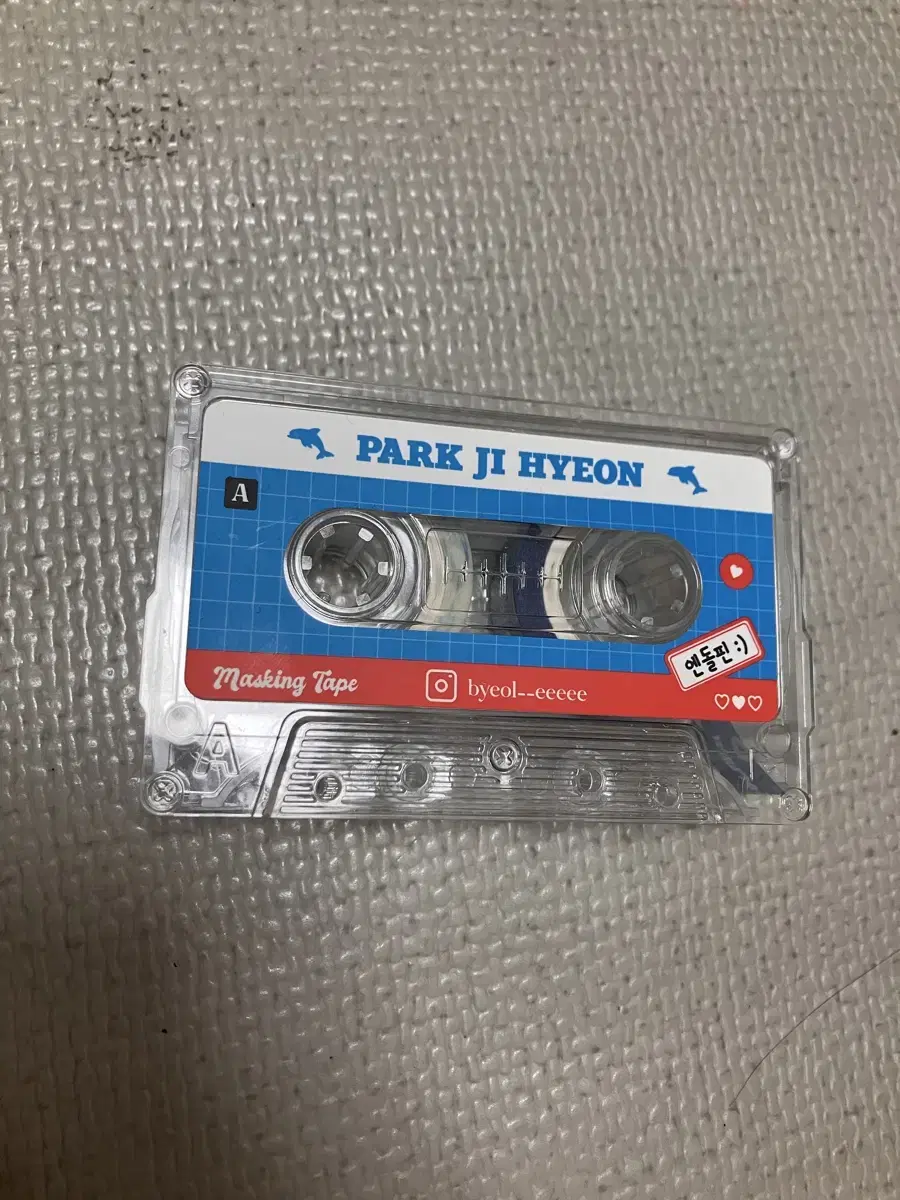 PARK JI HYEON
A
엔돌핀 :)
Masking Tape
byeol--eeeee
A